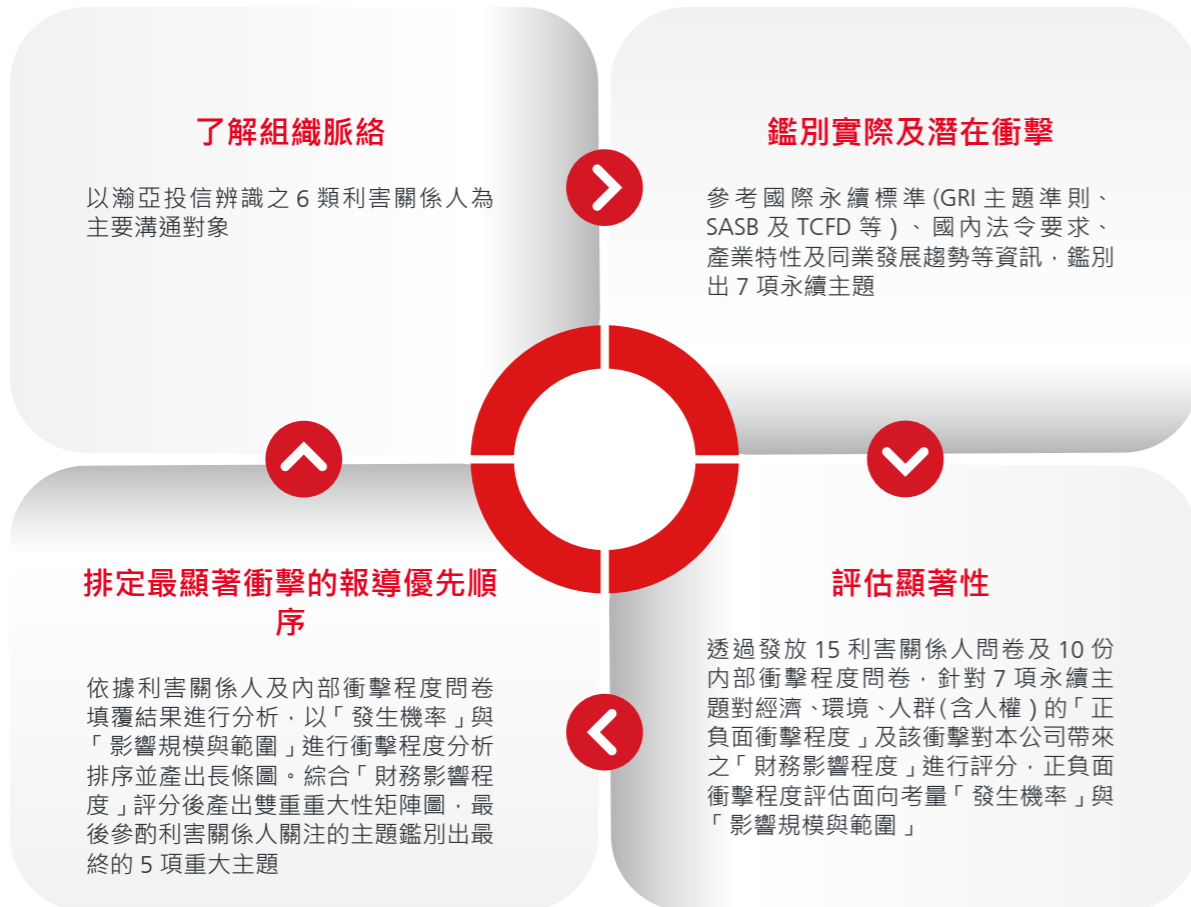 了解組織脈絡
以瀚亞投信辨識之 6 類利害關係人為
主要溝通對象
鑑別實際及潛在衝擊
參考國際永續標準 (GRI 主題準則、
SASB 及 TCFD 等 ) 、國內法令要求、
產業特性及同業發展趨勢等資訊，鑑別
出 7 項永續主題
評估顯著性
透過發放 15 利害關係人問卷及 10 份
內部衝擊程度問卷，針對 7 項永續主
題對經濟、環境、人群 ( 含人權 ) 的「 正
負面衝擊程度 」及該衝擊對本公司帶來
之「 財務影響程度 」進行評分，正負面
衝擊程度評估面向考量「 發生機率 」與
「 影響規模與範圍 」
排定最顯著衝擊的報導優先順
序
依據利害關係人及內部衝擊程度問卷
填覆結果進行分析，以「 發生機率 」與
「 影響規模與範圍 」進行衝擊程度分析
排序並產出長條圖。綜合「 財務影響程
度 」評分後產出雙重重大性矩陣圖，最
後參酌利害關係人關注的主題鑑別出最
終的 5 項重大主題